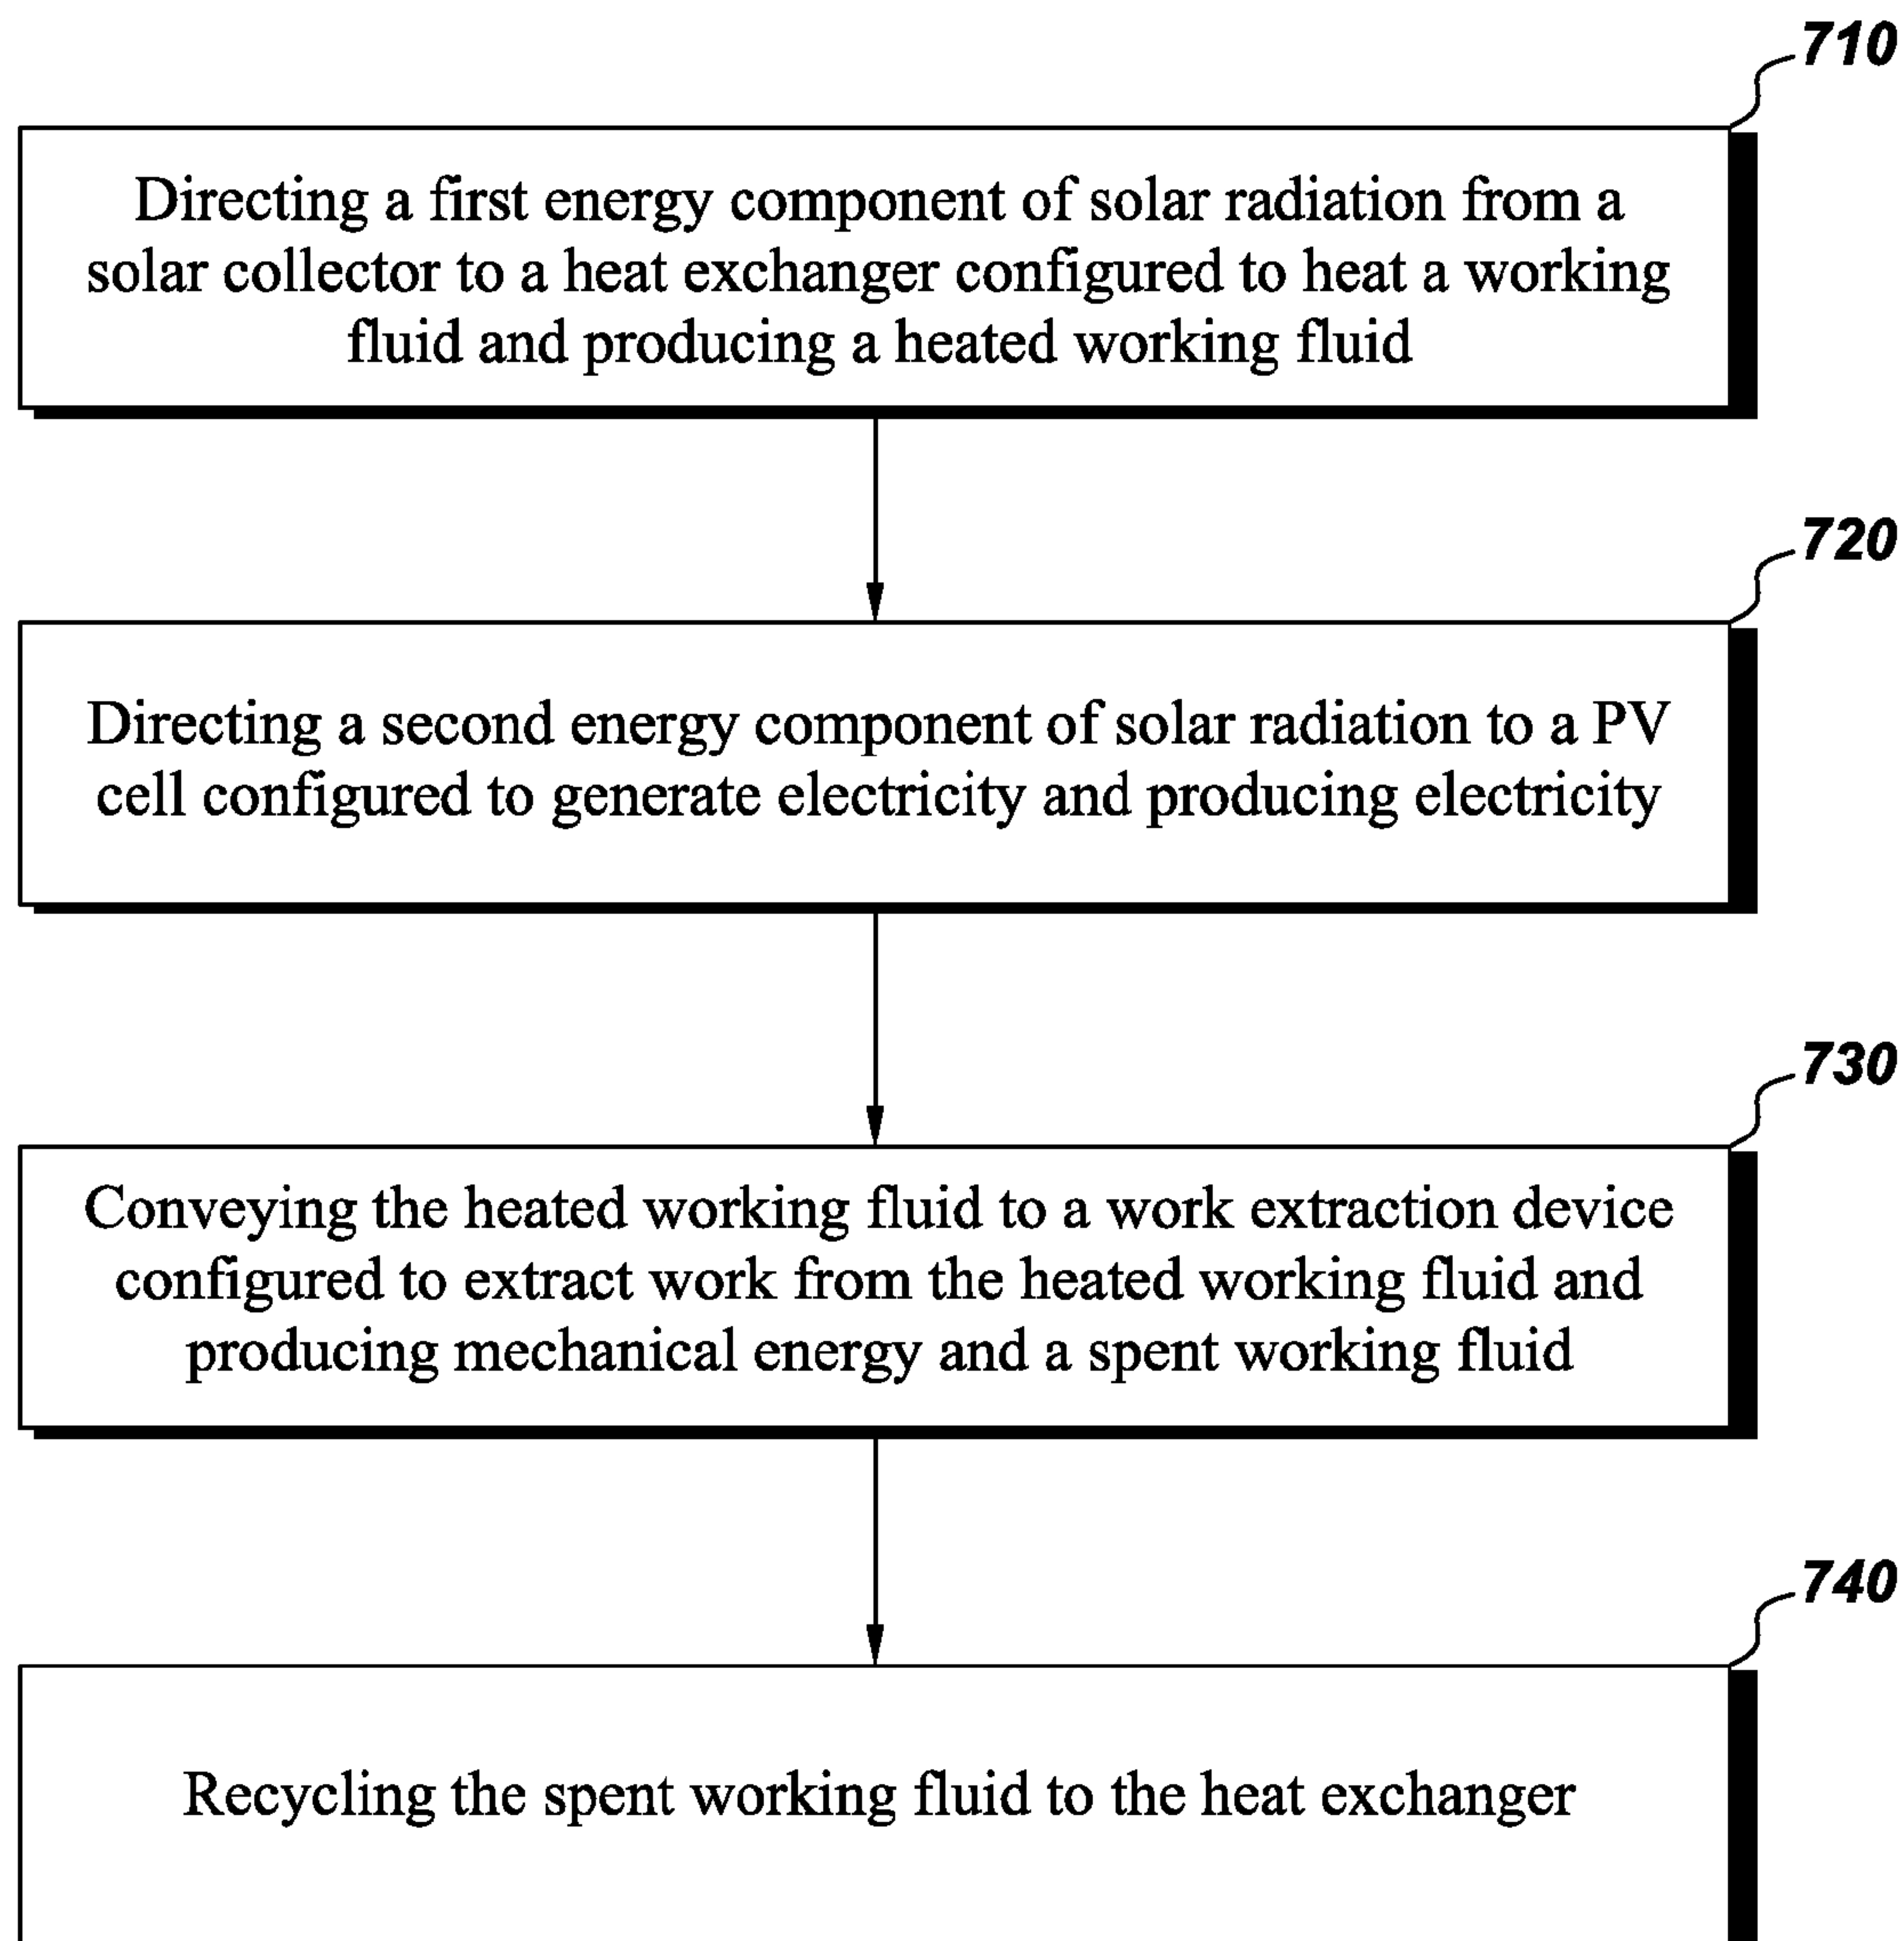 710
Directing a first energy component of solar radiation from a
solar collector to a heat exchanger configured to heat a working
fluid and producing a heated working fluid
720
Directing a second energy component of solar radiation to a PV
cell configured to generate electricity and producing electricity
730
Conveying the heated working fluid to a work extraction device
configured to extract work from the heated working fluid and
producing mechanical energy and a spent working fluid
740
Recycling the spent working fluid to the heat exchanger